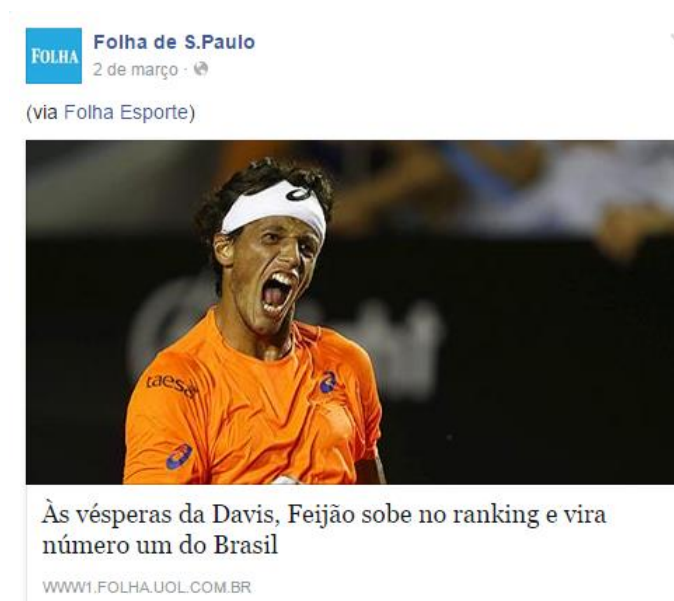 FOLHA
Folha de S.Paulo
2 de março ·
(via Folha Esporte)
taesa
Às vésperas da Davis, Feijão sobe no ranking e vira
número um do Brasil
WWW1.FOLHA.UOL.COM.BR